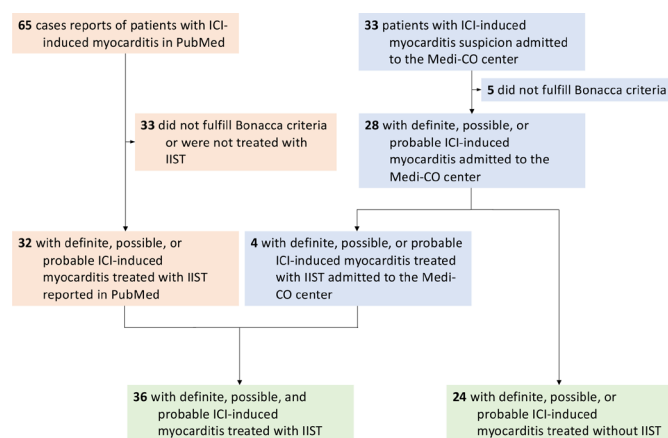 65 cases reports of patients with ICI-
induced myocarditis in PubMed
33 patients with ICI-induced
myocarditis suspicion admitted
to the Medi-CO center
5 did not fulfill Bonacca criteria
33 did not fulfill Bonacca criteria
or were not treated with
IIST
28 with definite, possible, or
probable ICI-induced
myocarditis admitted to the
Medi-CO center
32 with definite, possible, or
probable ICI-induced
myocarditis treated with IIST
reported in PubMed
4 with definite, possible, or probable
ICI-induced myocarditis treated
with IIST admitted to the Medi-
CO center
36 with definite, possible, and
probable ICI-induced
myocarditis treated with IIST
24 with definite, possible, or
probable ICI-induced
myocarditis treated without IIST